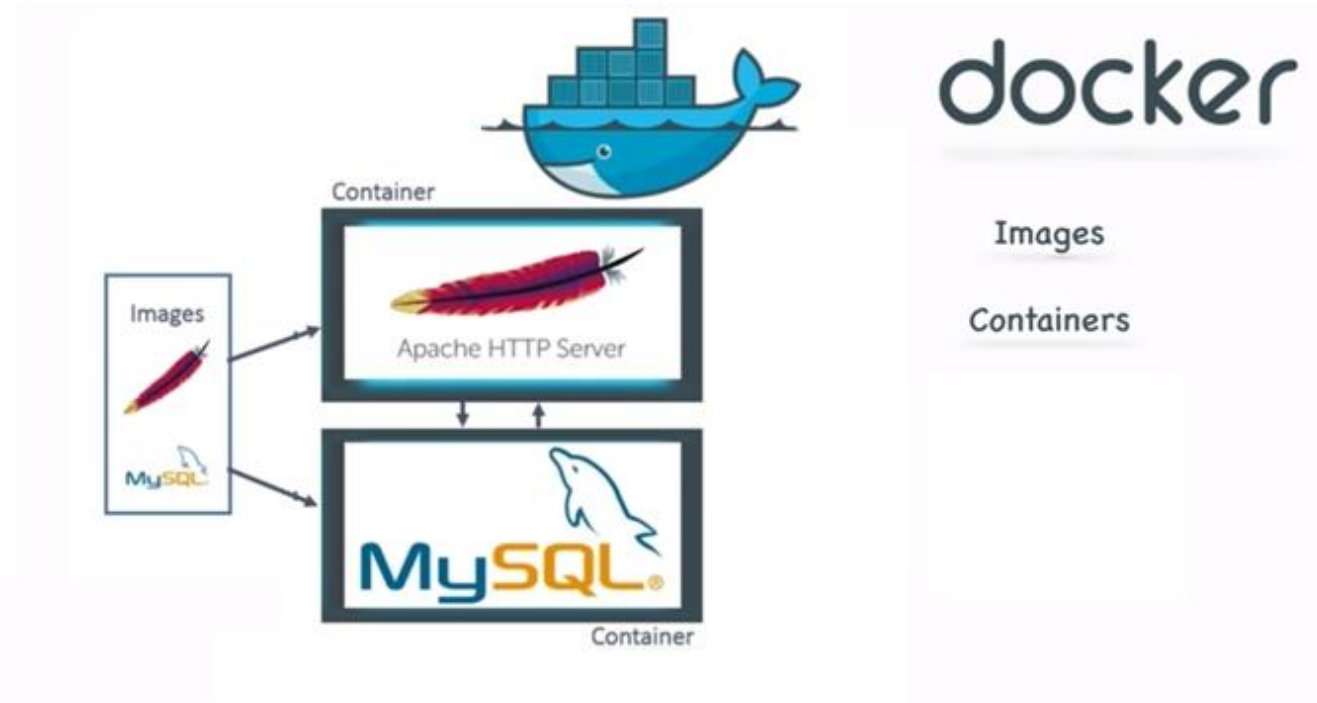 docker
Container
Images
Apache HTTP Server
MySQL
MySQL®
Container
Images
Containers